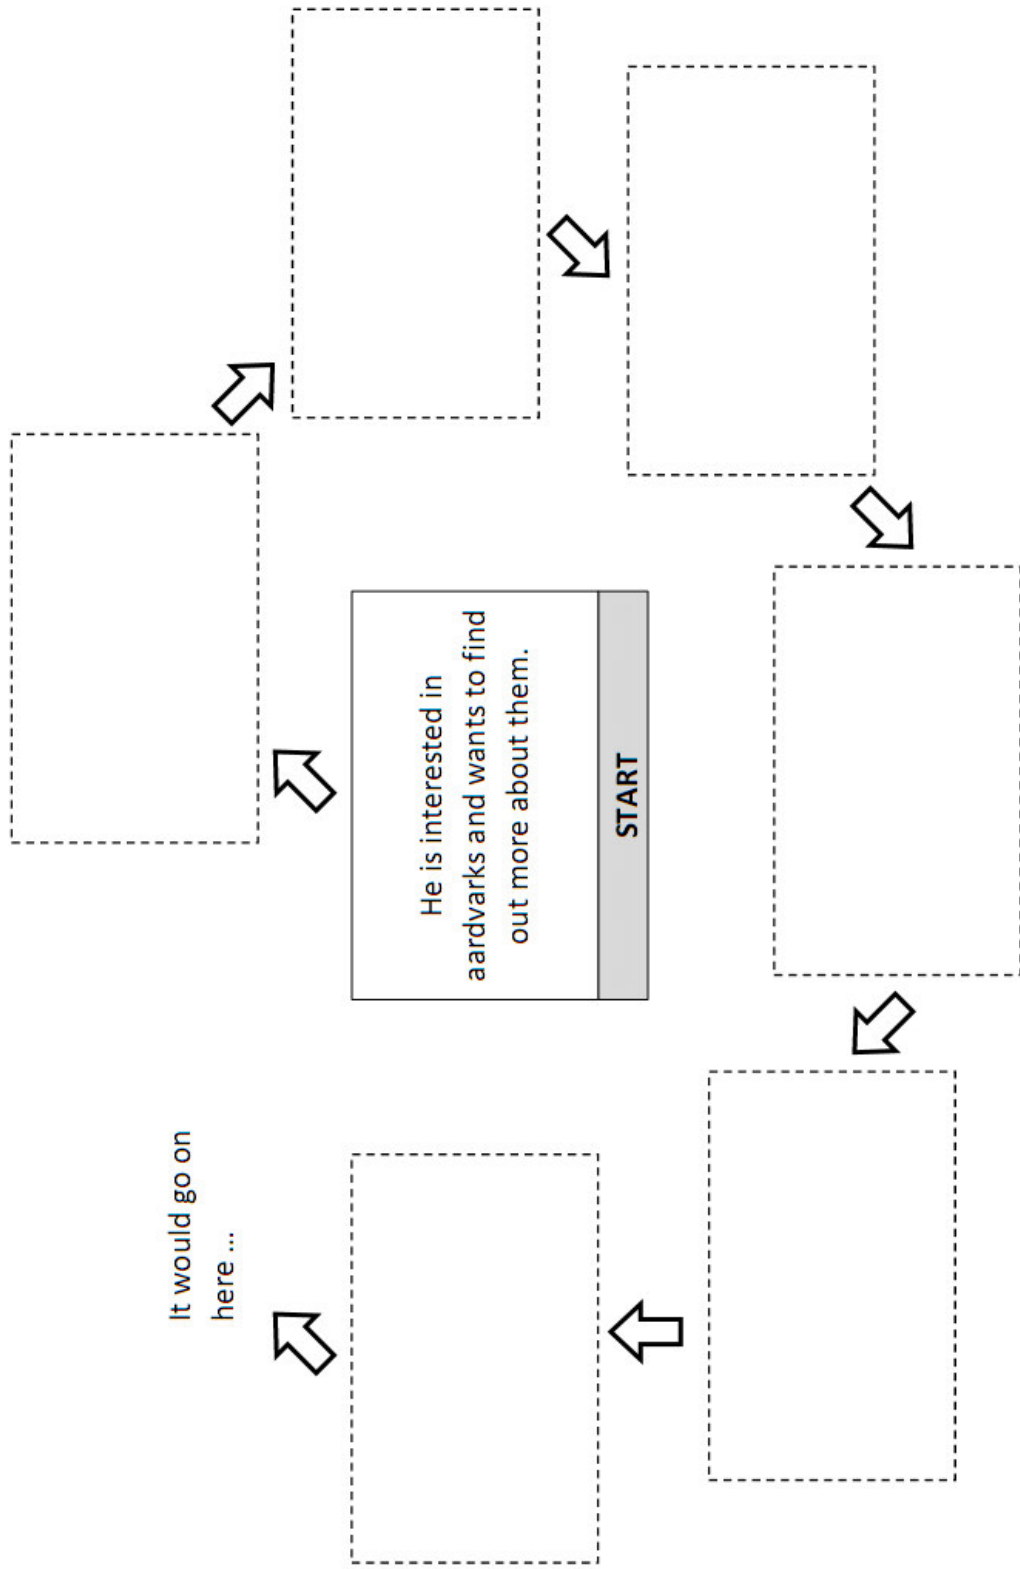 He is interested in
aardvarks and wants to find
out more about them.
START
It would go on
here ...